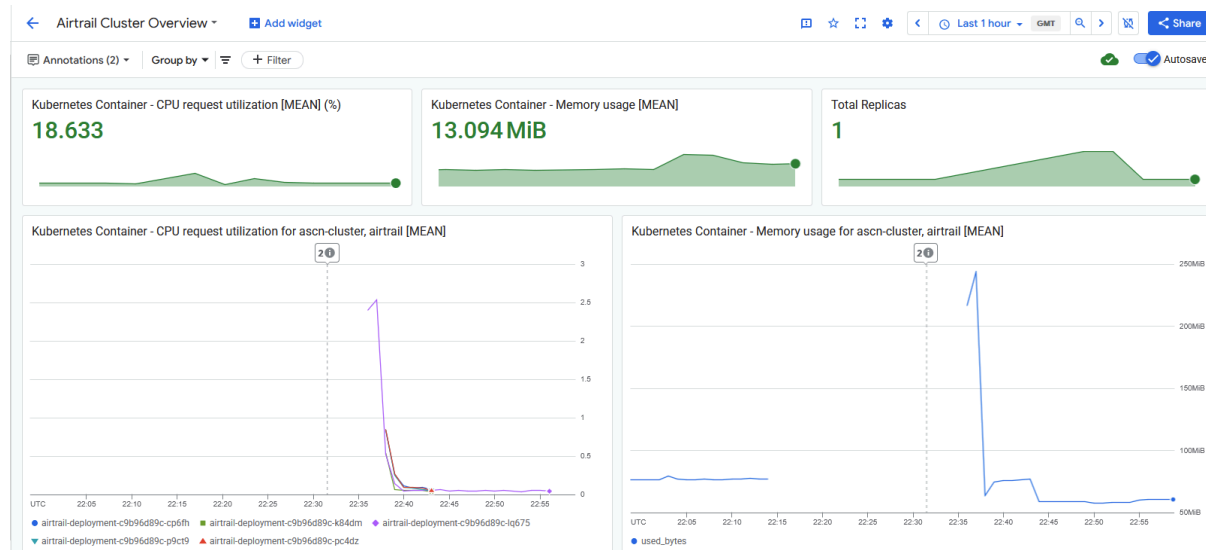 Airtrail Cluster Overview
Add widget
Last 1 hour
GMT
Share
Annotations (2)
Group by
Filter
Autosave
Kubernetes Container - CPU request utilization [MEAN] (%)
18.633
Kubernetes Container - Memory usage [MEAN]
13.094 MiB
Total Replicas
1
Kubernetes Container - CPU request utilization for ascn-cluster, airtrail [MEAN]
2
3
2.5
2
1.5
1
0.5
0
UTC 22:05 22:10 22:15 22:20 22:25 22:30 22:35 22:40 22:45 22:50 22:55
airtrail-deployment-c9b96d89c-cp6fh airtrail-deployment-c9b96d89c-k84dm airtrail-deployment-c9b96d89c-lq675
airtrail-deployment-c9b96d89c-p9ct9 airtrail-deployment-c9b96d89c-pc4dz
Kubernetes Container - Memory usage for ascn-cluster, airtrail [MEAN]
2
250MiB
200MiB
150MiB
100MiB
50MiB
UTC 22:05 22:10 22:15 22:20 22:25 22:30 22:35 22:40 22:45 22:50 22:55
used_bytes